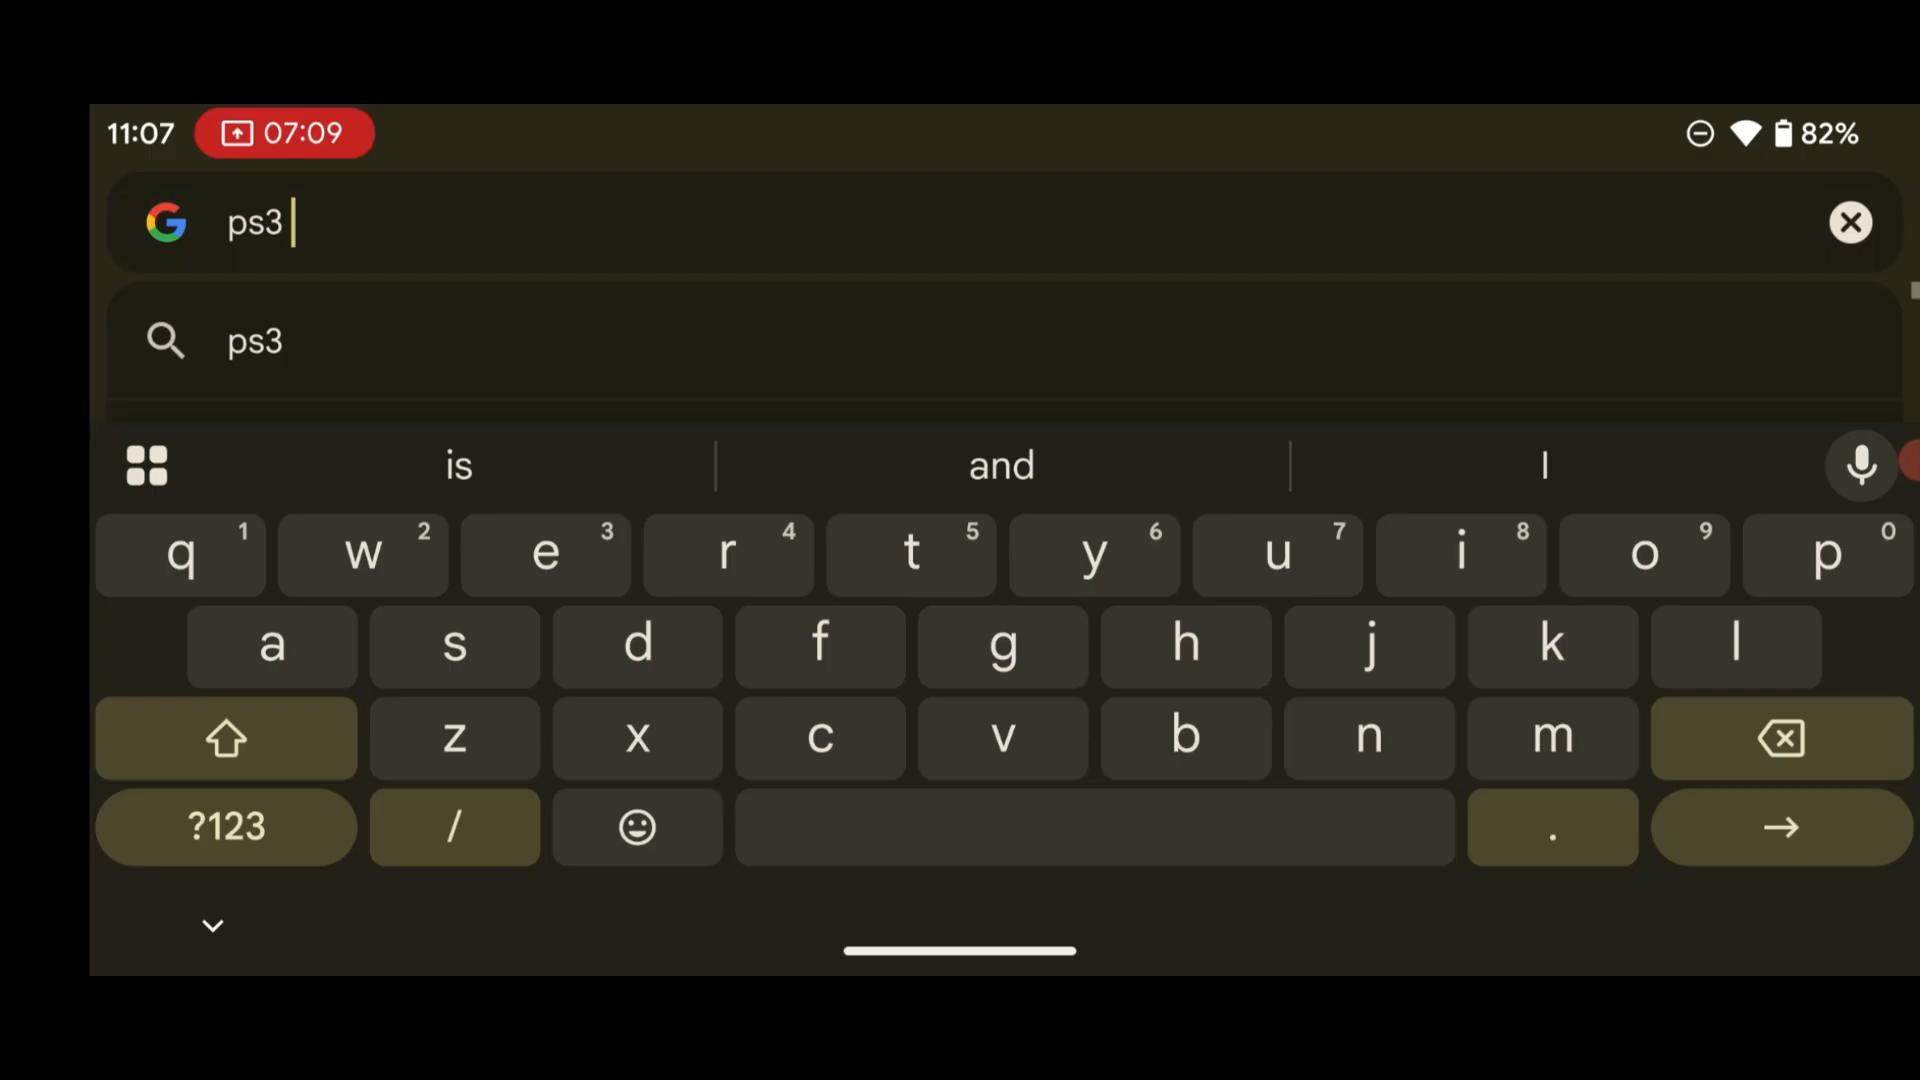 11:07 07:09 82%
ps3
ps3
is and I
q 1 w 2 e 3 r 4 t 5 y 6 u 7 i 8 o 9 p 0
a s d f g h j k l
z x c v b n m
?123 / .